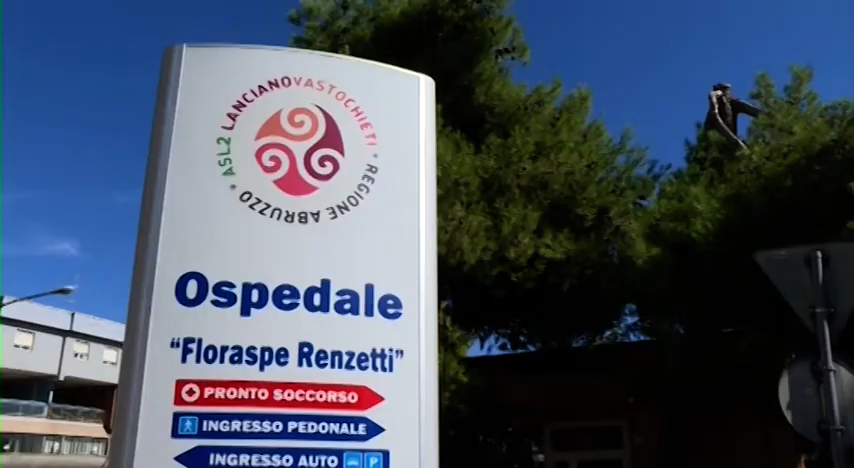 ASL2 LANCIANOVASTOCHIETI
• REGIONE ABRUZZO •
Ospedale
“Floraspe Renzetti”
PRONTO SOCCORSO
INGRESSO PEDONALE
INGRESSO AUTO P